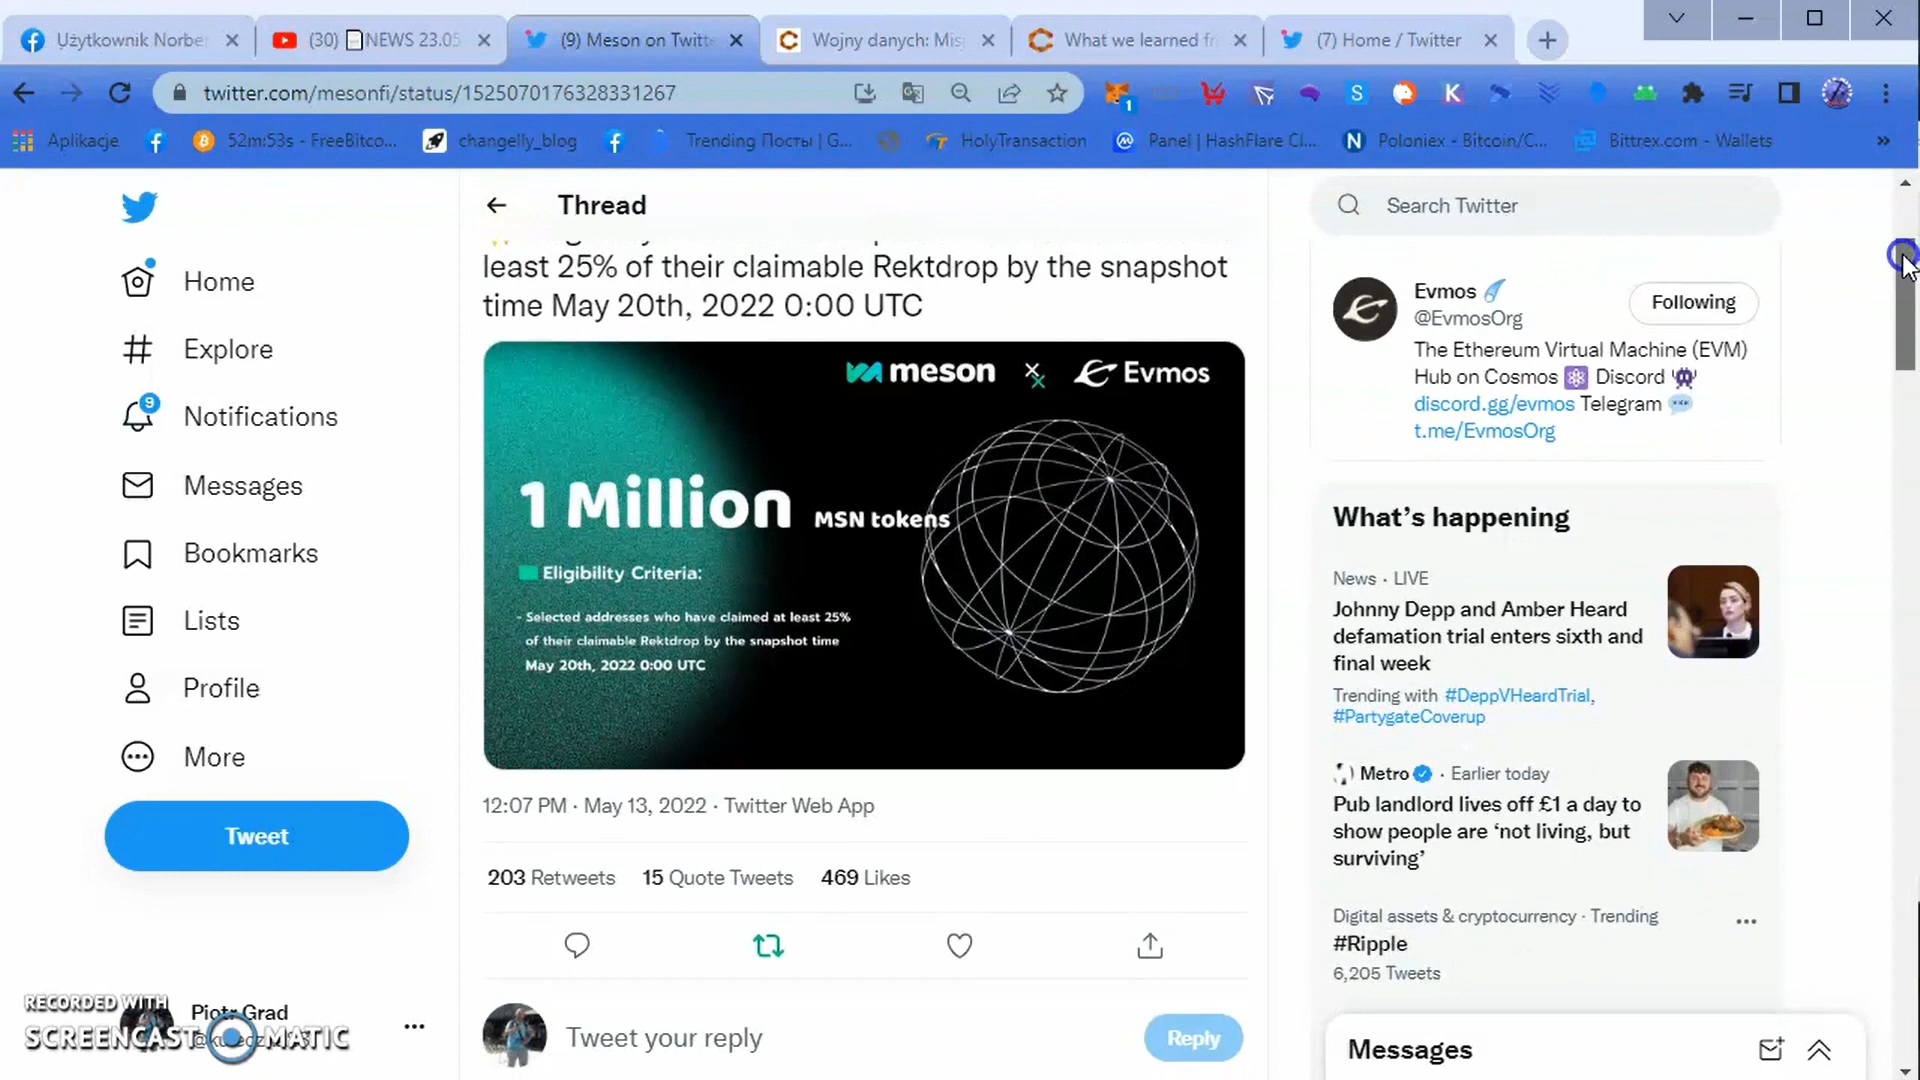 Użytkownik Norbe
(30) NEWS 23.05
(9) Meson on Twitte
Wojny danych: Mis
What we learned f
(7) Home / Twitter
twitter.com/mesonfi/status/1525070176328331267
1
Aplikacje
52m:53s - FreeBitco...
changelly_blog
Trending Посты | G...
HolyTransaction
Panel | HashFlare Cl...
Poloniex - Bitcoin/C...
Bittrex.com - Wallets
Home
Explore
9
Notifications
Messages
Bookmarks
Lists
Profile
More
Tweet
Piotr Grad
RECORDED WITH
SCREENCAST MATIC
Thread
least 25% of their claimable Rektdrop by the snapshot
time May 20th, 2022 0:00 UTC
meson
Evmos
1 Million MSN tokens
Eligibility Criteria:
- Selected addresses who have claimed at least 25%
of their claimable Rektdrop by the snapshot time
May 20th, 2022 0:00 UTC
12:07 PM · May 13, 2022 · Twitter Web App
203 Retweets 15 Quote Tweets 469 Likes
Tweet your reply
Reply
Search Twitter
Evmos
@EvmosOrg
Following
The Ethereum Virtual Machine (EVM)
Hub on Cosmos Discord
discord.gg/evmos Telegram
t.me/EvmosOrg
What's happening
News · LIVE
Johnny Depp and Amber Heard
defamation trial enters sixth and
final week
Trending with #DeppVHeardTrial,
#PartygateCoverup
Metro · Earlier today
Pub landlord lives off £1 a day to
show people are ‘not living, but
surviving’
Digital assets & cryptocurrency · Trending
#Ripple
6,205 Tweets
Messages